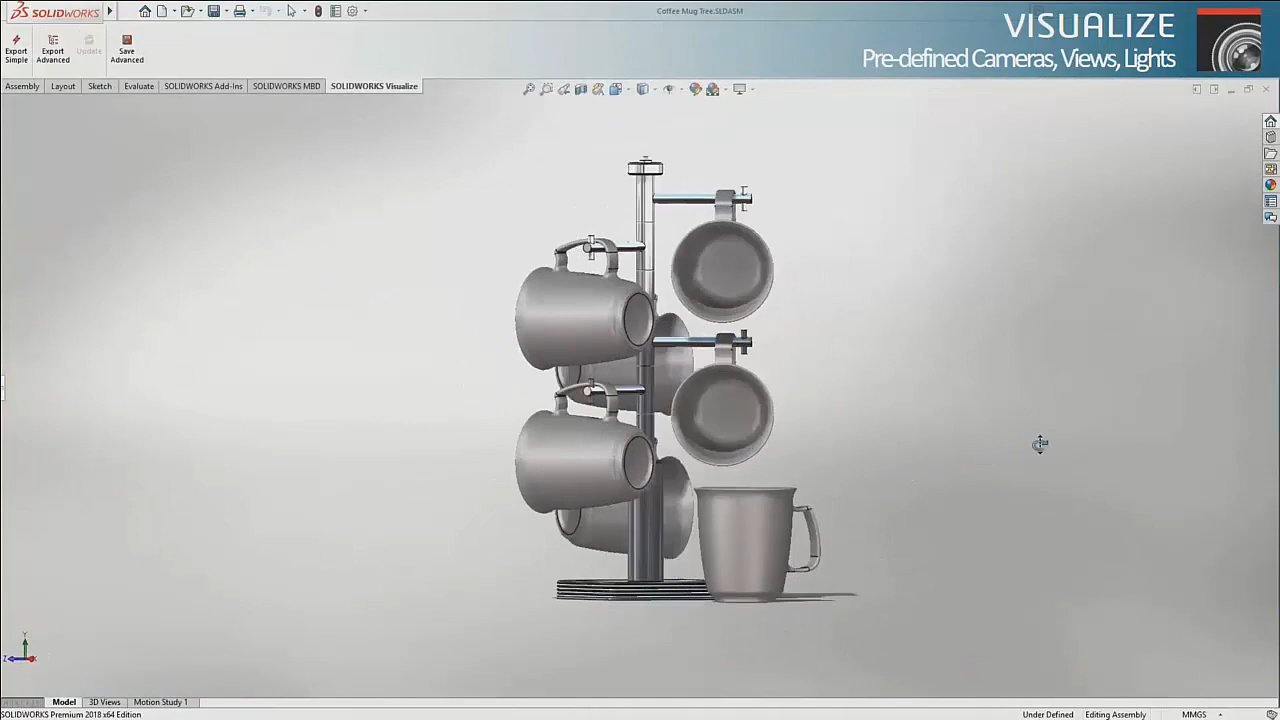 SOLIDWORKS
Coffee Mug Tree.SLDASM
VISUALIZE
Pre-defined Cameras, Views, Lights
Export Simple
Export Advanced
Update
Save Advanced
Assembly
Layout
Sketch
Evaluate
SOLIDWORKS Add-Ins
SOLIDWORKS MBD
SOLIDWORKS Visualize
Y
Z
X
Model
3D Views
Motion Study 1
SOLIDWORKS Premium 2018 x64 Edition
Under Defined
Editing Assembly
MMGS